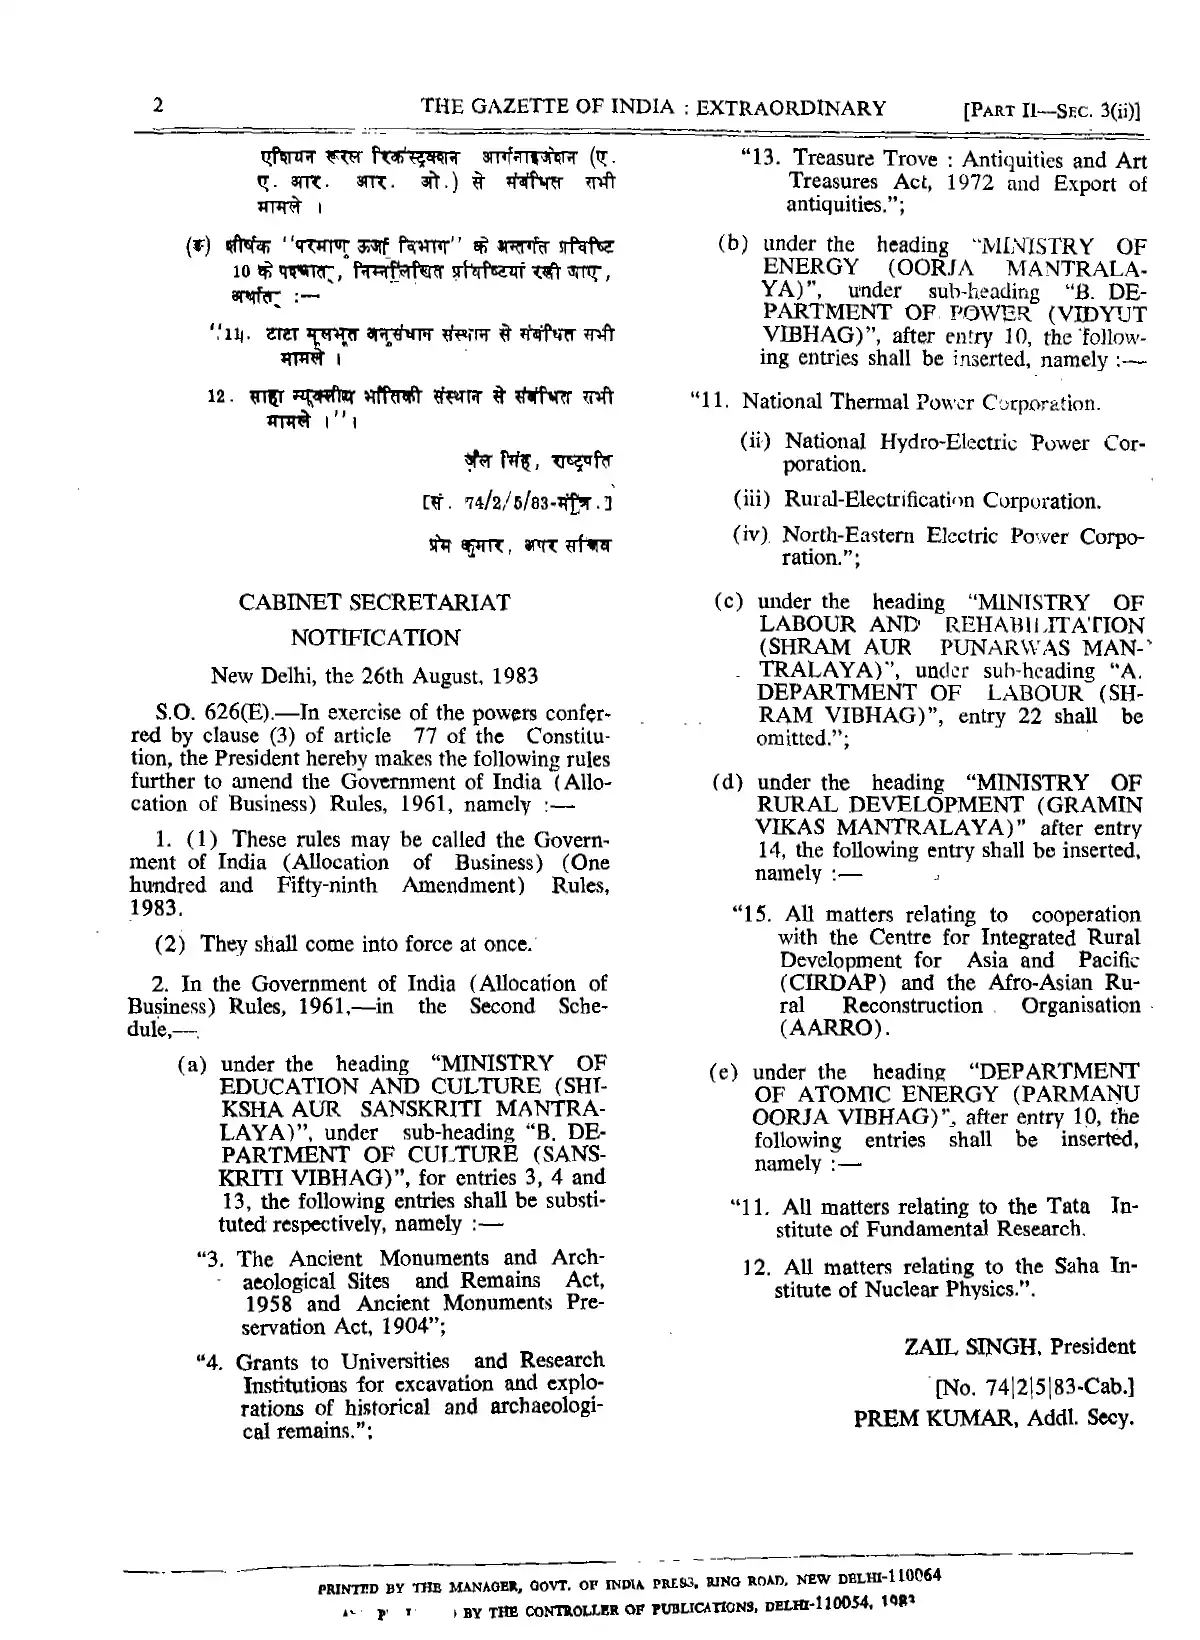 2 THE GAZETTE OF INDIA : EXTRAORDINARY [PART II—SEC. 3(ii)]
एशियन रूरल रिकंस्ट्रक्शन आर्गनाइजेशन (ए.
ए. आर. आर. ओ.) से संबंधित सभी
मामले ।
(ङ) शीर्षक "परमाणु ऊर्जा विभाग" के अन्तर्गत प्रविष्टि
10 के पश्चात्, निम्नलिखित प्रविष्टियां रखी जाएं,
अर्थात् :—
"11. टाटा मूलभूत अनुसंधान संस्थान से संबंधित सभी
मामले ।
12. साहा न्यूक्लीय भौतिकी संस्थान से संबंधित सभी
मामले ।"।
जैल सिंह, राष्ट्रपति
[सं. 74/2/5/83-मंत्रि.]
प्रेम कुमार, अपर सचिव
CABINET SECRETARIAT
NOTIFICATION
New Delhi, the 26th August, 1983
S.O. 626(E).—In exercise of the powers confer-
red by clause (3) of article 77 of the Constitu-
tion, the President hereby makes the following rules
further to amend the Government of India (Allo-
cation of Business) Rules, 1961, namely :—
1. (1) These rules may be called the Govern-
ment of India (Allocation of Business) (One
hundred and Fifty-ninth Amendment) Rules,
1983.
(2) They shall come into force at once.
2. In the Government of India (Allocation of
Business) Rules, 1961,—in the Second Sche-
dule,—
(a) under the heading "MINISTRY OF
EDUCATION AND CULTURE (SHI-
KSHA AUR SANSKRITI MANTRA-
LAYA)", under sub-heading "B. DE-
PARTMENT OF CULTURE (SANS-
KRITI VIBHAG)", for entries 3, 4 and
13, the following entries shall be substi-
tuted respectively, namely :—
"3. The Ancient Monuments and Arch-
aeological Sites and Remains Act,
1958 and Ancient Monuments Pre-
servation Act, 1904";
"4. Grants to Universities and Research
Institutions for excavation and explo-
rations of historical and archaeologi-
cal remains.";
"13. Treasure Trove : Antiquities and Art
Treasures Act, 1972 and Export of
antiquities.";
(b) under the heading "MINISTRY OF
ENERGY (OORJA MANTRALA-
YA)", under sub-heading "B. DE-
PARTMENT OF POWER (VIDYUT
VIBHAG)", after entry 10, the follow-
ing entries shall be inserted, namely :—
"11. National Thermal Power Corporation.
(ii) National Hydro-Electric Power Cor-
poration.
(iii) Rural-Electrification Corporation.
(iv) North-Eastern Electric Power Corpo-
ration.";
(c) under the heading "MINISTRY OF
LABOUR AND REHABILITATION
(SHRAM AUR PUNARWAS MAN-
TRALAYA)", under sub-heading "A.
DEPARTMENT OF LABOUR (SH-
RAM VIBHAG)", entry 22 shall be
omitted.";
(d) under the heading "MINISTRY OF
RURAL DEVELOPMENT (GRAMIN
VIKAS MANTRALAYA)" after entry
14, the following entry shall be inserted,
namely :—
"15. All matters relating to cooperation
with the Centre for Integrated Rural
Development for Asia and Pacific
(CIRDAP) and the Afro-Asian Ru-
ral Reconstruction Organisation
(AARRO).
(e) under the heading "DEPARTMENT
OF ATOMIC ENERGY (PARMANU
OORJA VIBHAG)", after entry 10, the
following entries shall be inserted,
namely :—
"11. All matters relating to the Tata In-
stitute of Fundamental Research.
12. All matters relating to the Saha In-
stitute of Nuclear Physics.".
ZAIL SINGH, President
[No. 74|2|5|83-Cab.]
PREM KUMAR, Addl. Secy.
PRINTED BY THE MANAGER, GOVT. OF INDIA PRESS, RING ROAD, NEW DELHI-110064
BY THE CONTROLLER OF PUBLICATIONS, DELHI-110054,